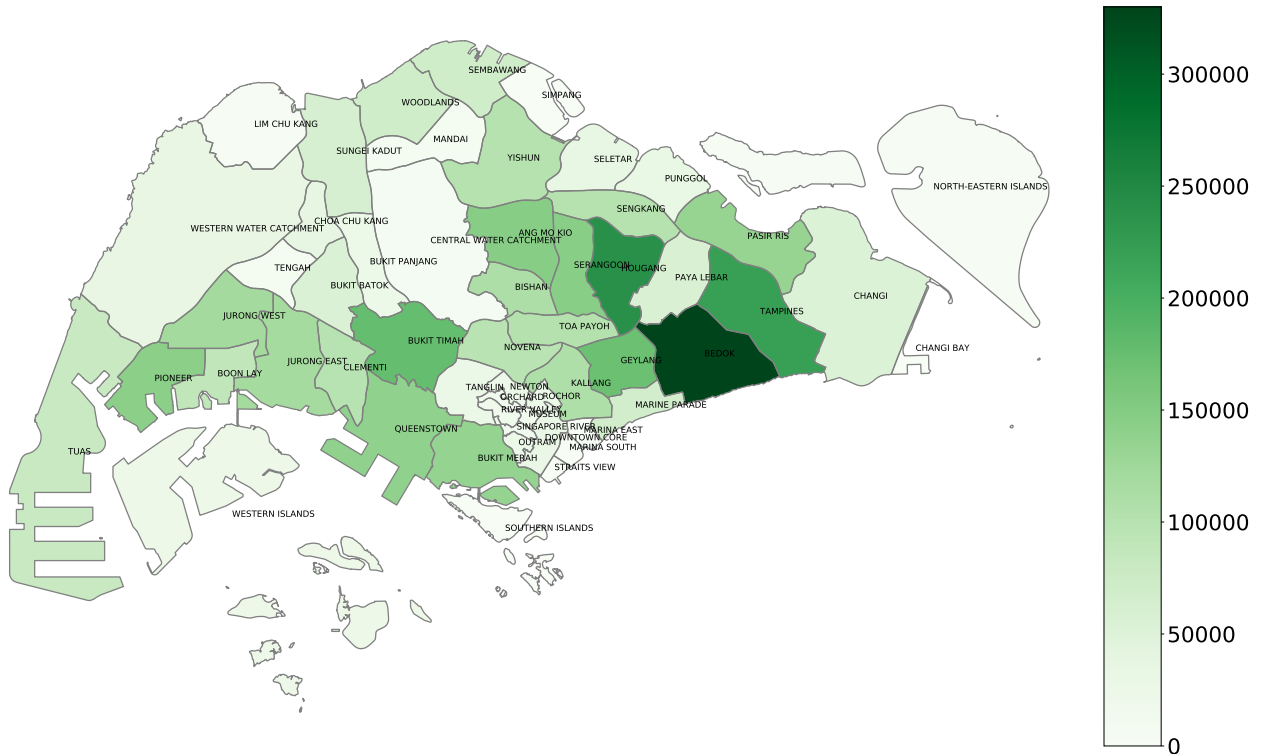 SEMBAWANG
300000
SIMPANG
WOODLANDS
LIM CHU KANG
MANDAI
SUNGEI KADUT
YISHUN
SELETAR
PUNGGOL
NORTH-EASTERN ISLANDS
250000
SENGKANG
CHOA CHU KANG
WESTERN WATER CATCHMENT
ANG MO KIO
PASIR RIS
CENTRAL WATER CATCHMENT
BUKIT PANJANG
SERANGOON
HOUGANG
TENGAH
PAYA LEBAR
BUKIT BATOK
BISHAN
CHANGI
200000
TAMPINES
JURONG WEST
TOA PAYOH
BUKIT TIMAH
NOVENA
CHANGI BAY
BEDOK
GEYLANG
JURONG EAST
CLEMENTI
BOON LAY
PIONEER
KALLANG
TANGLIN
NEWTON
ORCHARD
ROCHOR
MARINE PARADE
RIVER VALLEY
MUSEUM
150000
QUEENSTOWN
SINGAPORE RIVER
MARINA EAST
DOWNTOWN CORE
OUTRAM
MARINA SOUTH
TUAS
BUKIT MERAH
STRAITS VIEW
WESTERN ISLANDS
100000
SOUTHERN ISLANDS
50000
0